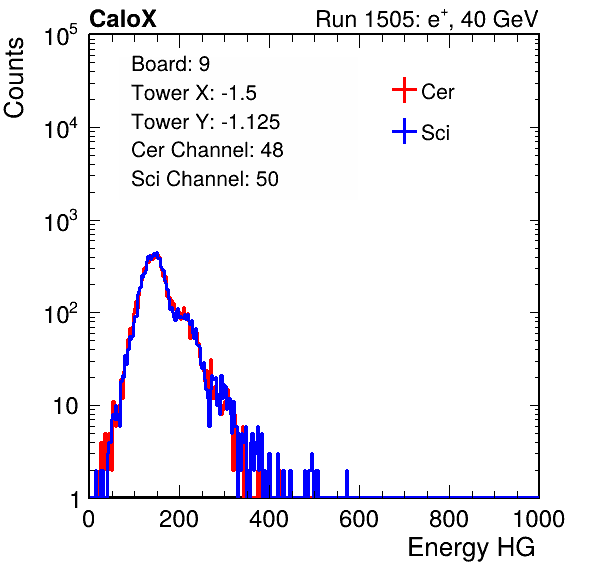 CaloX Run 1505: e⁺, 40 GeV
Counts
Board: 9
Tower X: -1.5
Tower Y: -1.125
Cer Channel: 48
Sci Channel: 50
Cer
Sci
10⁵
10⁴
10³
10²
10
1
0 200 400 600 800 1000
Energy HG